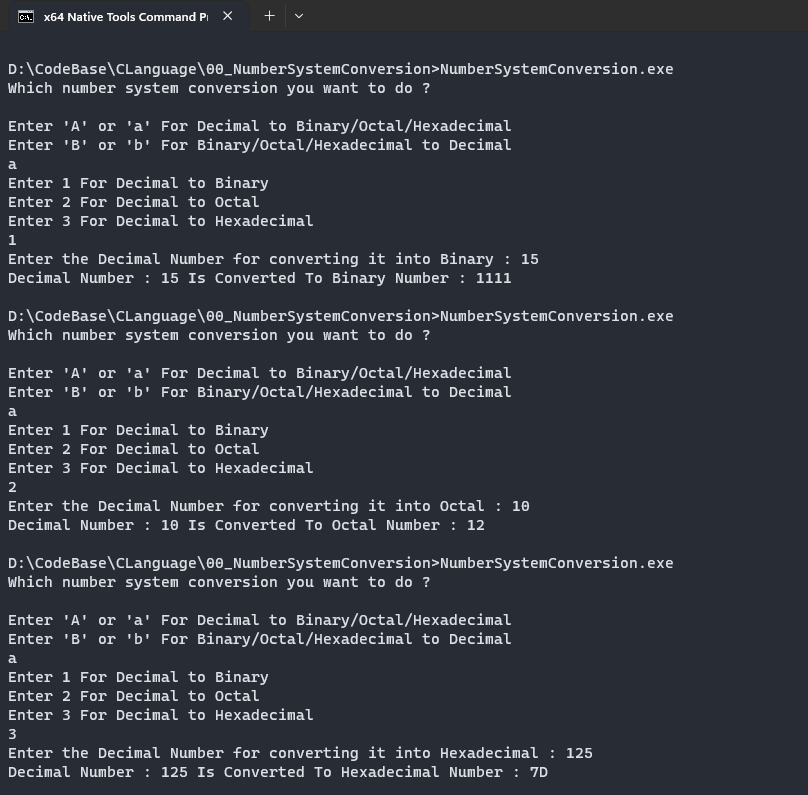 x64 Native Tools Command P
D:\CodeBase\CLanguage\00_NumberSystemConversion>NumberSystemConversion.exe
Which number system conversion you want to do ?
Enter 'A' or 'a' For Decimal to Binary/Octal/Hexadecimal
Enter 'B' or 'b' For Binary/Octal/Hexadecimal to Decimal
a
Enter 1 For Decimal to Binary
Enter 2 For Decimal to Octal
Enter 3 For Decimal to Hexadecimal
1
Enter the Decimal Number for converting it into Binary : 15
Decimal Number : 15 Is Converted To Binary Number : 1111
D:\CodeBase\CLanguage\00_NumberSystemConversion>NumberSystemConversion.exe
Which number system conversion you want to do ?
Enter 'A' or 'a' For Decimal to Binary/Octal/Hexadecimal
Enter 'B' or 'b' For Binary/Octal/Hexadecimal to Decimal
a
Enter 1 For Decimal to Binary
Enter 2 For Decimal to Octal
Enter 3 For Decimal to Hexadecimal
2
Enter the Decimal Number for converting it into Octal : 10
Decimal Number : 10 Is Converted To Octal Number : 12
D:\CodeBase\CLanguage\00_NumberSystemConversion>NumberSystemConversion.exe
Which number system conversion you want to do ?
Enter 'A' or 'a' For Decimal to Binary/Octal/Hexadecimal
Enter 'B' or 'b' For Binary/Octal/Hexadecimal to Decimal
a
Enter 1 For Decimal to Binary
Enter 2 For Decimal to Octal
Enter 3 For Decimal to Hexadecimal
3
Enter the Decimal Number for converting it into Hexadecimal : 125
Decimal Number : 125 Is Converted To Hexadecimal Number : 7D